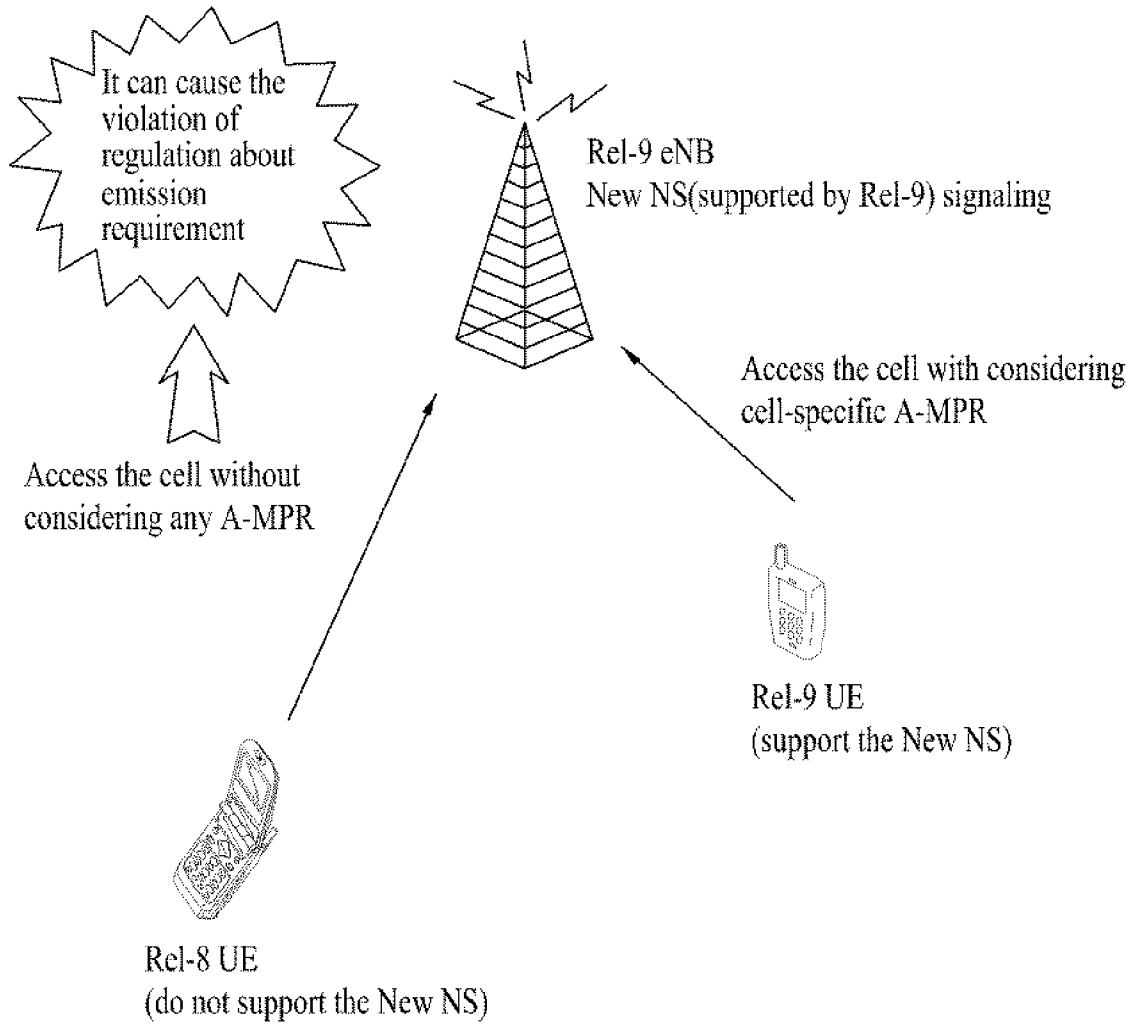 It can cause the
violation of
regulation about
emission
requirement
Rel-9 eNB
New NS(supported by Rel-9) signaling
Access the cell with considering
cell-specific A-MPR
Access the cell without
considering any A-MPR
Rel-9 UE
(support the New NS)
Rel-8 UE
(do not support the New NS)